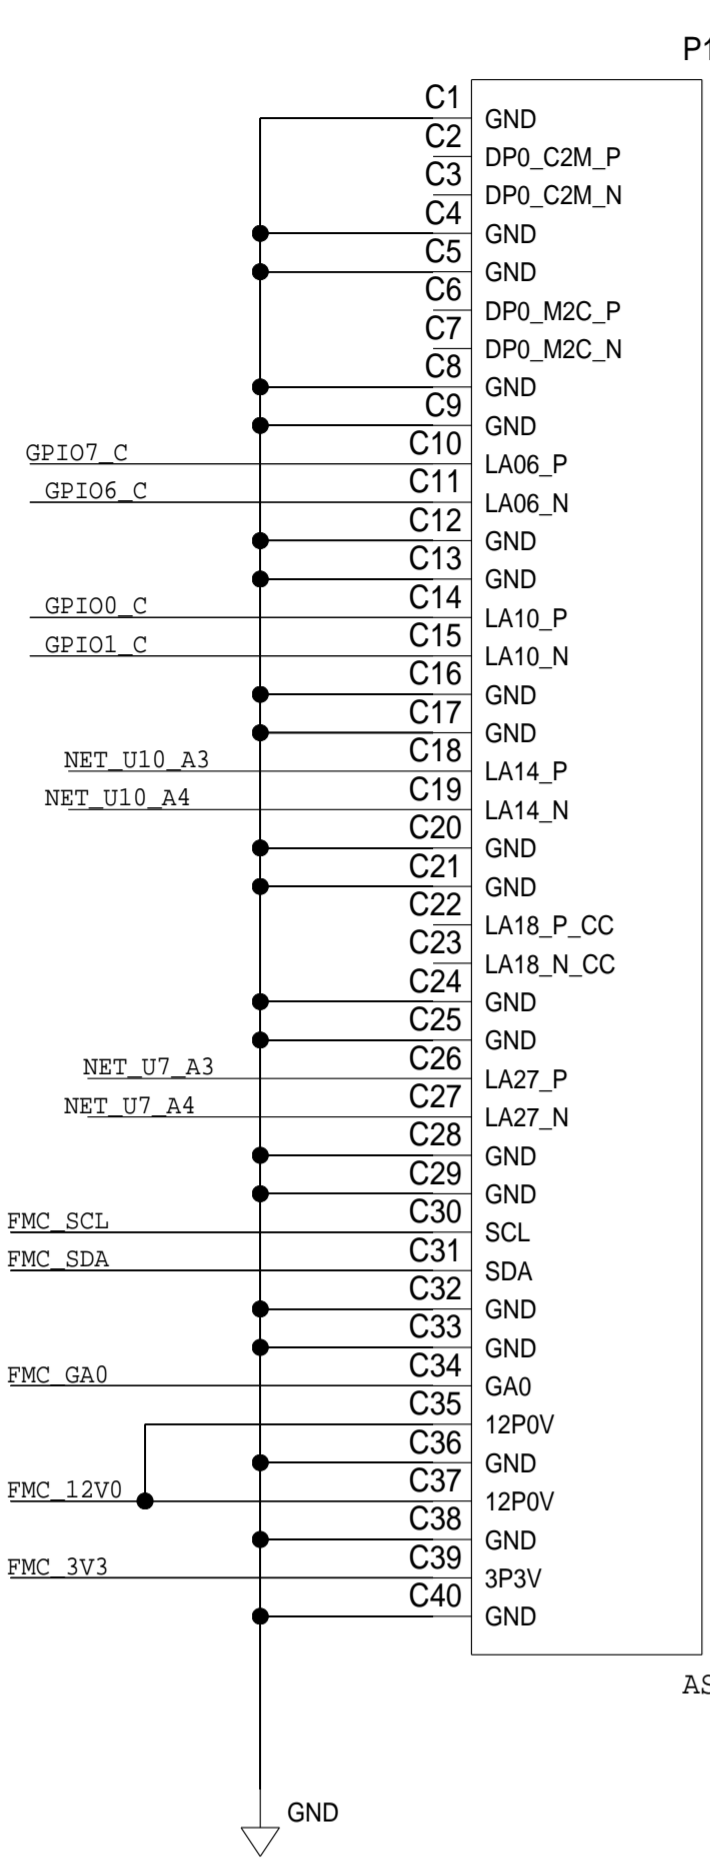 P1
C1 GND
C2 DP0_C2M_P
C3 DP0_C2M_N
C4 GND
C5 GND
C6 DP0_M2C_P
C7 DP0_M2C_N
C8 GND
C9 GND
GPIO7_C C10 LA06_P
GPIO6_C C11 LA06_N
C12 GND
C13 GND
GPIO0_C C14 LA10_P
GPIO1_C C15 LA10_N
C16 GND
C17 GND
NET_U10_A3 C18 LA14_P
NET_U10_A4 C19 LA14_N
C20 GND
C21 GND
C22 LA18_P_CC
C23 LA18_N_CC
C24 GND
C25 GND
NET_U7_A3 C26 LA27_P
NET_U7_A4 C27 LA27_N
C28 GND
C29 GND
FMC_SCL C30 SCL
FMC_SDA C31 SDA
C32 GND
C33 GND
FMC_GA0 C34 GA0
C35 12P0V
C36 GND
FMC_12V0 C37 12P0V
C38 GND
FMC_3V3 C39 3P3V
C40 GND
AS
GND